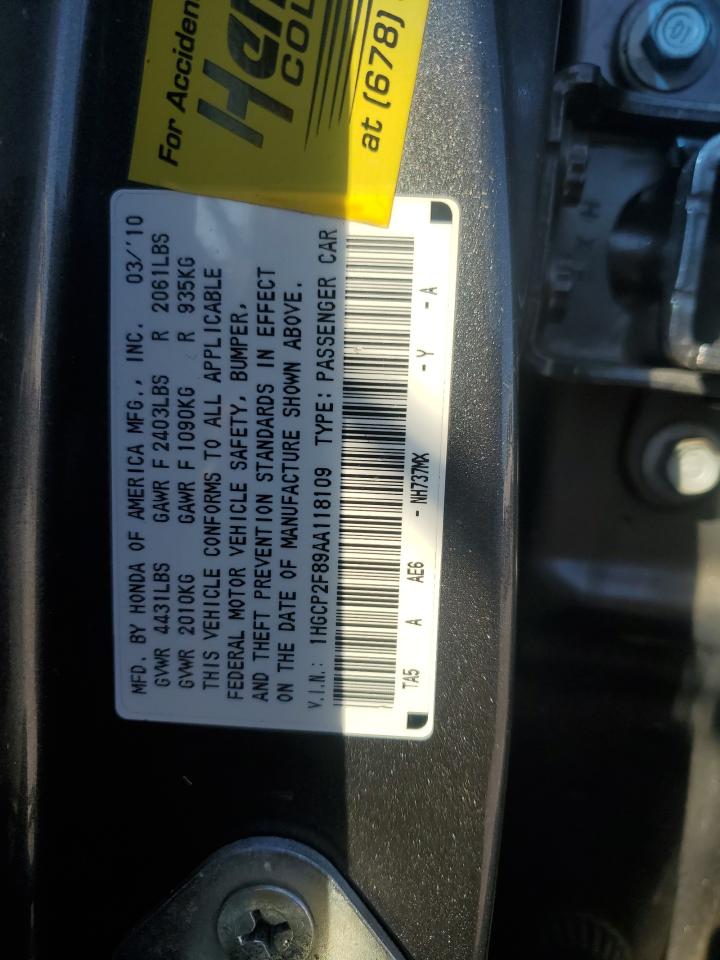 For Accident
COL
at (678)
MFD. BY HONDA OF AMERICA MFG., INC. 03/'10
GVWR 4431LBS GAWR F 2403LBS R 2061LBS
GVWR 2010KG GAWR F 1090KG R 935KG
THIS VEHICLE CONFORMS TO ALL APPLICABLE
FEDERAL MOTOR VEHICLE SAFETY, BUMPER,
AND THEFT PREVENTION STANDARDS IN EFFECT
ON THE DATE OF MANUFACTURE SHOWN ABOVE.
V.I.N.: 1HGCP2F89AA118109 TYPE: PASSENGER CAR
TA5 A AE6 - NH737MX - Y - A